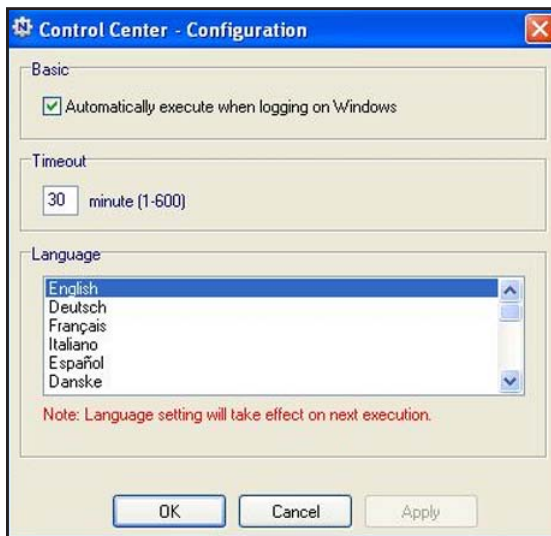 Control Center - Configuration
Basic
Automatically execute when logging on Windows
Timeout
30 minute (1-600)
Language
English
Deutsch
Français
Italiano
Español
Danske
Note: Language setting will take effect on next execution.
OK Cancel Apply